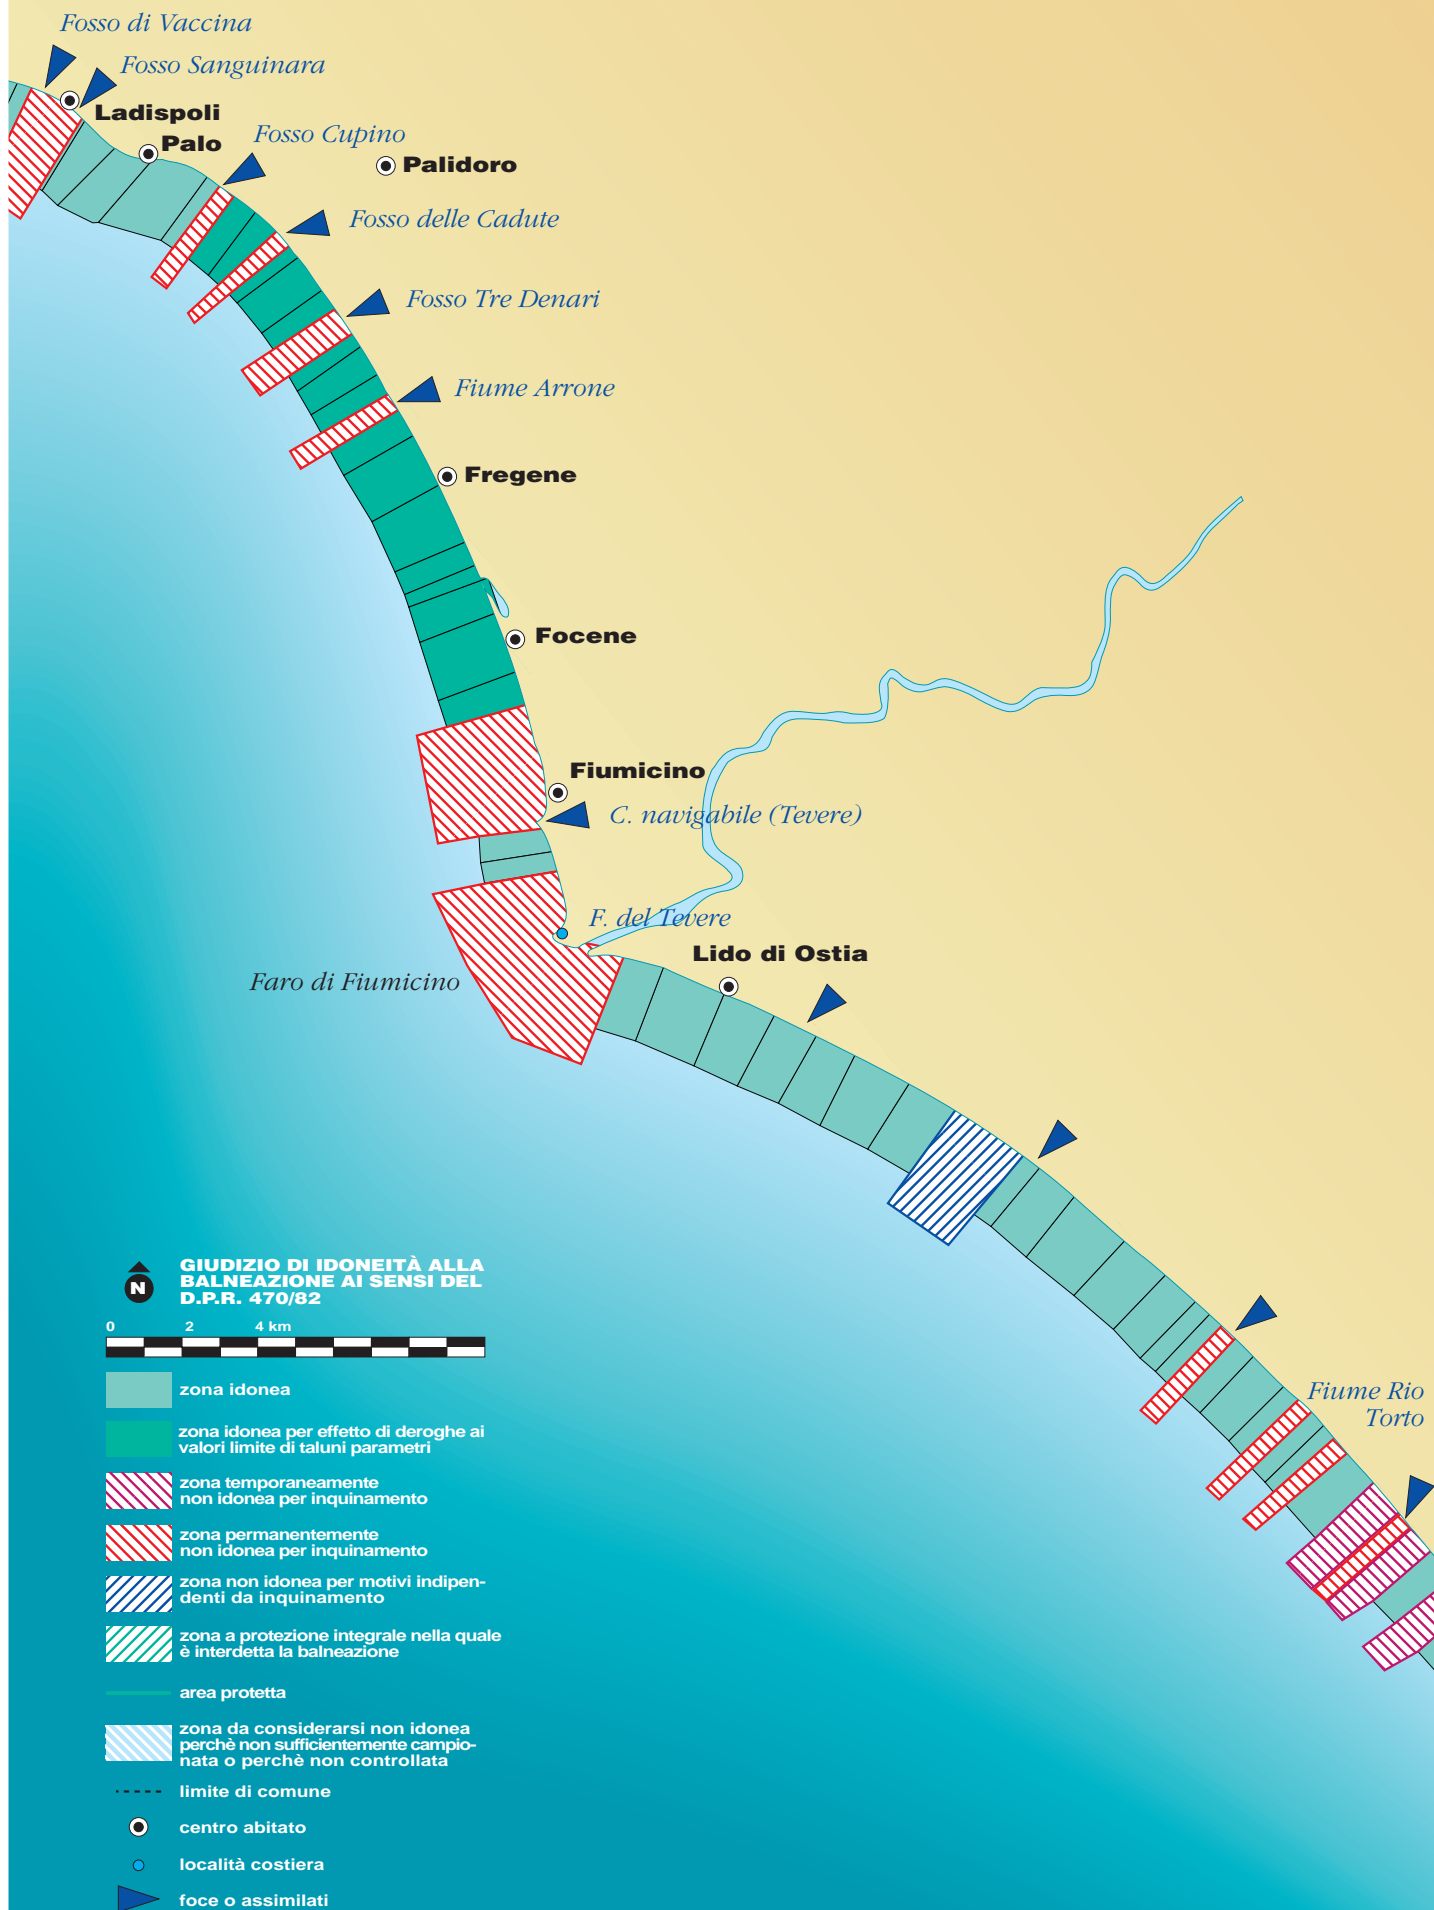 Fosso di Vaccina
Fosso Sanguinara
Ladispoli
Fosso Cupino
Palo
Palidoro
Fosso delle Cadute
Fosso Tre Denari
Fiume Arrone
Fregene
Focene
Fiumicino
C. navigabile (Tevere)
F. del Tevere
Lido di Ostia
Faro di Fiumicino
Fiume Rio
Torto
N
GIUDIZIO DI IDONEITÀ ALLA
BALNEAZIONE AI SENSI DEL
D.P.R. 470/82
0 2 4 km
zona idonea
zona idonea per effetto di deroghe ai
valori limite di taluni parametri
zona temporaneamente
non idonea per inquinamento
zona permanentemente
non idonea per inquinamento
zona non idonea per motivi indipen-
denti da inquinamento
zona a protezione integrale nella quale
è interdetta la balneazione
area protetta
zona da considerarsi non idonea
perchè non sufficientemente campio-
nata o perchè non controllata
limite di comune
centro abitato
località costiera
foce o assimilati